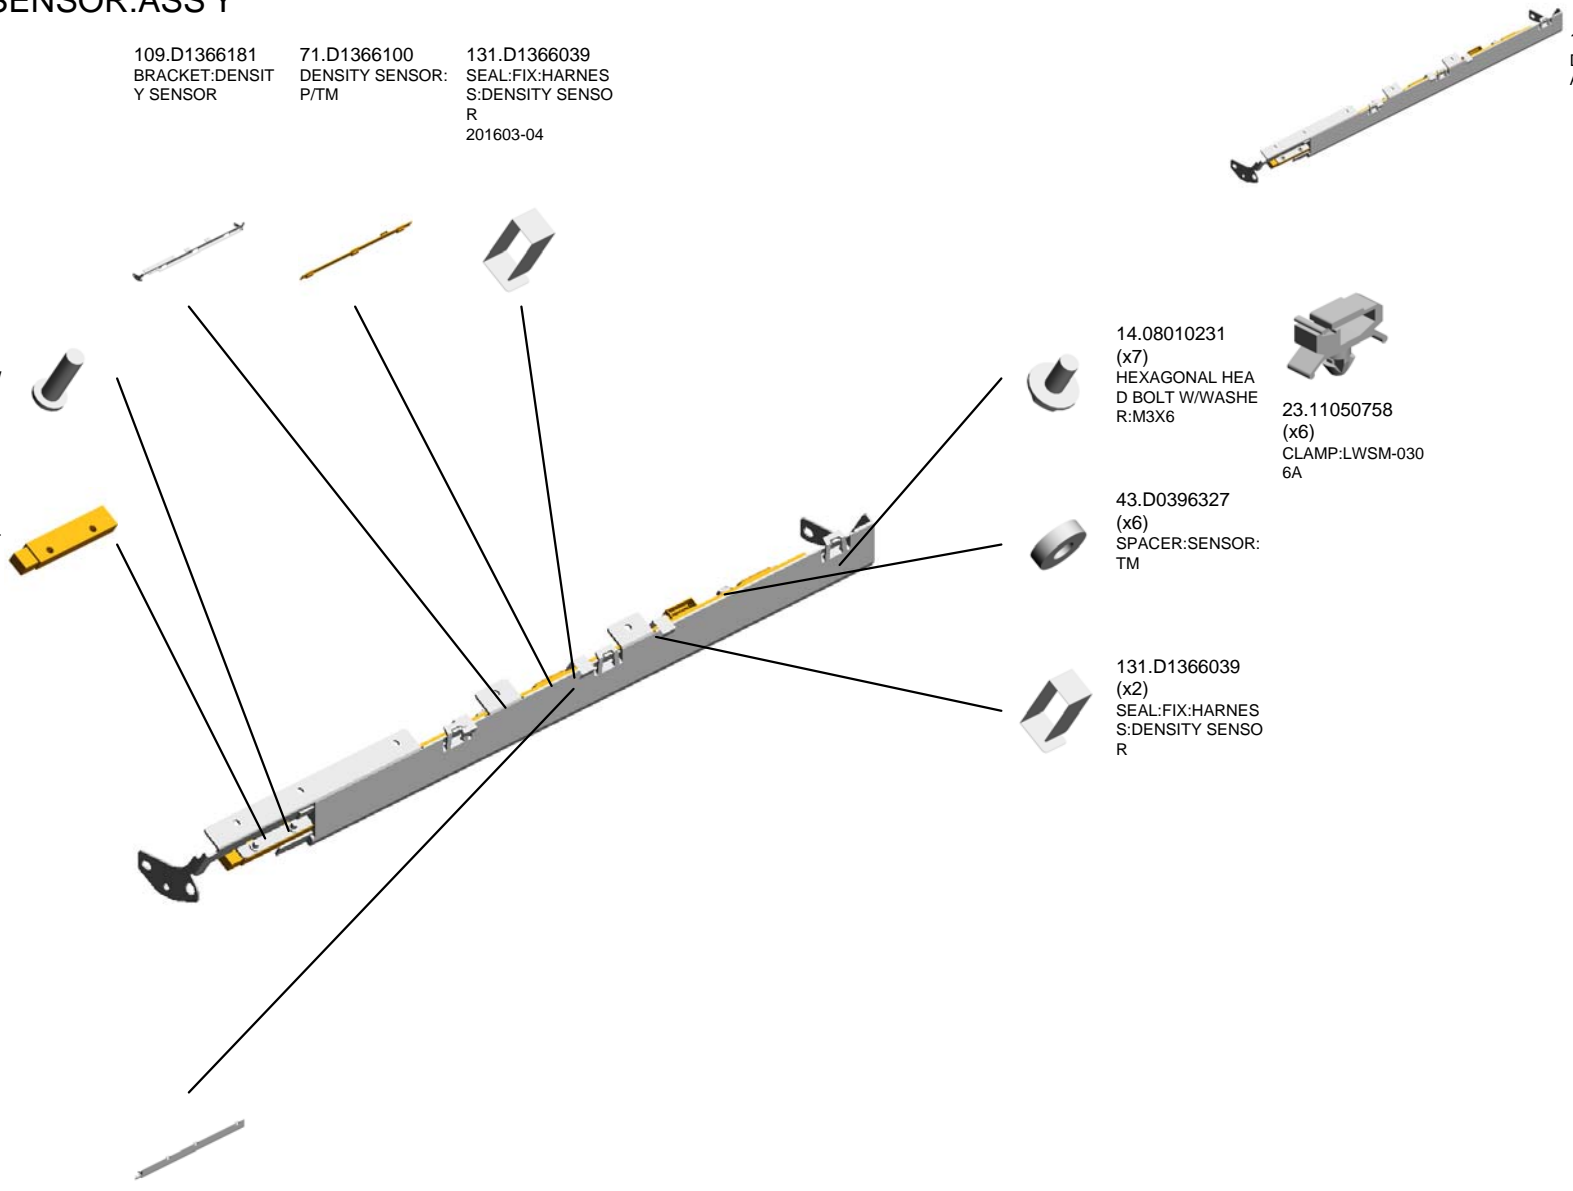 SENSOR:ASS'Y
109.D1366181
BRACKET:DENSIT
Y SENSOR
71.D1366100
DENSITY SENSOR:
P/TM
131.D1366039
SEAL:FIX:HARNES
S:DENSITY SENSO
R
201603-04
14.08010231
(x7)
HEXAGONAL HEA
D BOLT W/WASHE
R:M3X6
23.11050758
(x6)
CLAMP:LWSM-030
6A
43.D0396327
(x6)
SPACER:SENSOR:
TM
131.D1366039
(x2)
SEAL:FIX:HARNES
S:DENSITY SENSO
R